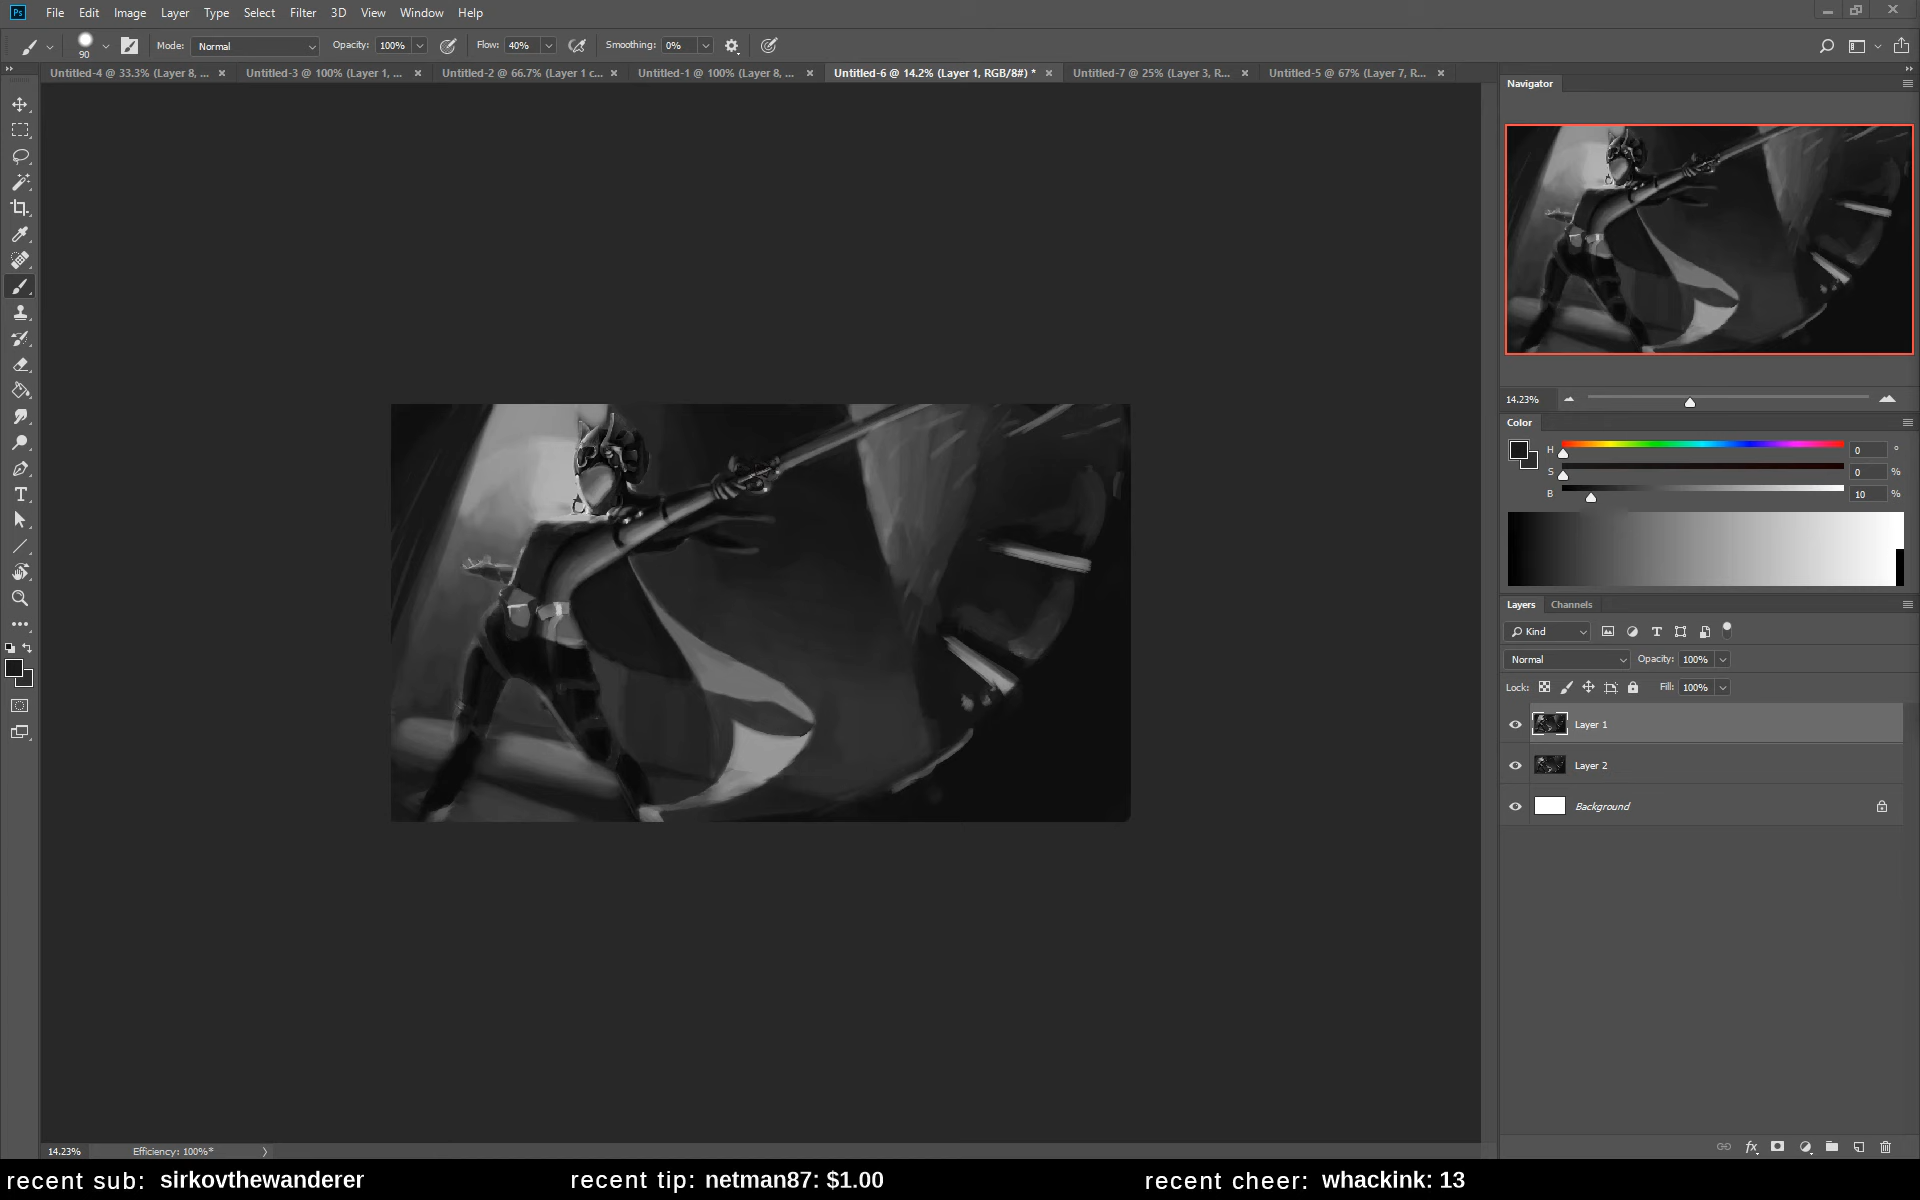 Ps File Edit Image Layer Type Select Filter 3D View Window Help
90 Mode: Normal Opacity: 100% Flow: 40% Smoothing: 0%
Untitled-4 @ 33.3% (Layer 8, ... × Untitled-3 @ 100% (Layer 1, ... × Untitled-2 @ 66.7% (Layer 1 c... × Untitled-1 @ 100% (Layer 8, ... × Untitled-6 @ 14.2% (Layer 1, RGB/8#) * × Untitled-7 @ 25% (Layer 3, R... × Untitled-5 @ 67% (Layer 7, R... ×
Navigator
14.23%
Color
H 0 °
S 0 %
B 10 %
Layers Channels
Kind
Normal Opacity: 100%
Lock: Fill: 100%
Layer 1
Layer 2
Background
fx
14.23% Efficiency: 100%*
recent sub: sirkovthewanderer recent tip: netman87: $1.00 recent cheer: whackink: 13